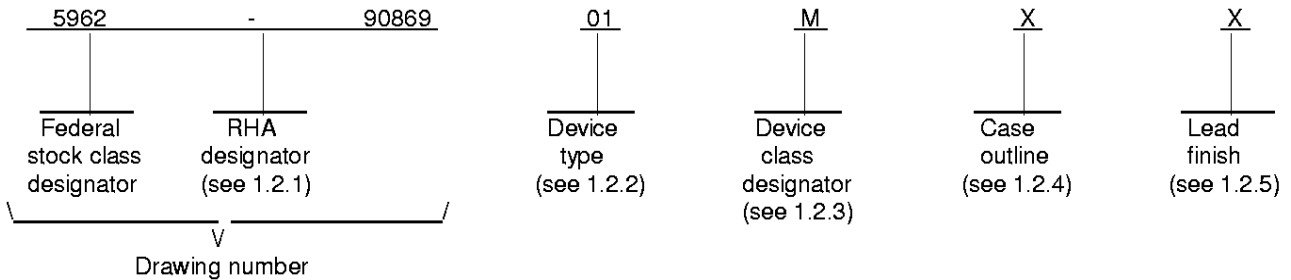 5962 - 90869 01 M X X
Federal stock class designator
RHA designator (see 1.2.1)
Device type (see 1.2.2)
Device class designator (see 1.2.3)
Case outline (see 1.2.4)
Lead finish (see 1.2.5)
Drawing number